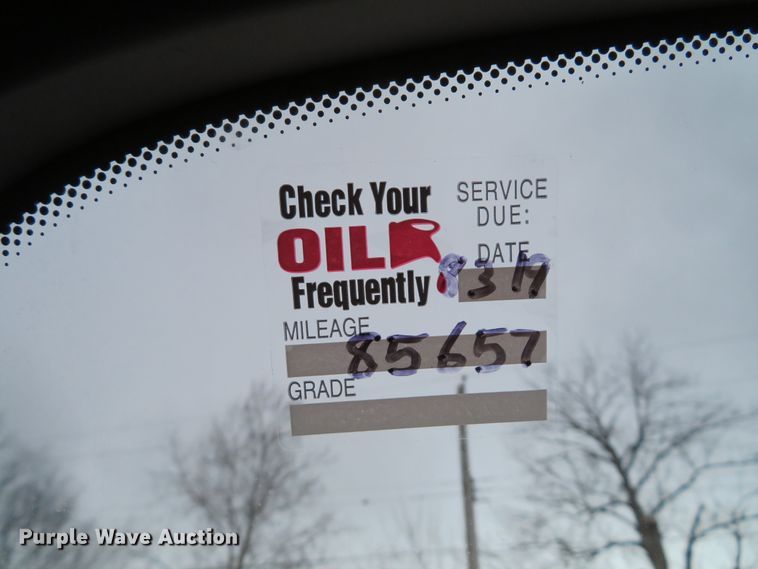 Check Your
OIL
Frequently
SERVICE
DUE:
DATE
MILEAGE
85657
GRADE
Purple Wave Auction